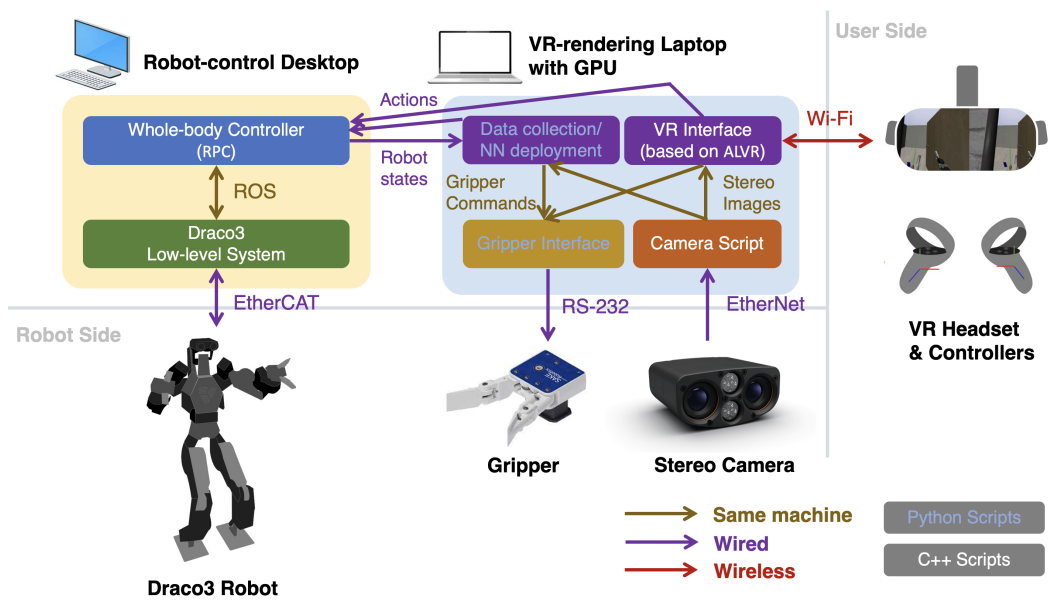 User Side
Robot-control Desktop
VR-rendering Laptop
with GPU
Actions
Whole-body Controller
(RPC)
Robot
states
Data collection/
NN deployment
VR Interface
(based on ALVR)
Wi-Fi
ROS
Gripper
Commands
Stereo
Images
Draco3
Low-level System
Gripper Interface
Camera Script
EtherCAT
RS-232
EtherNet
Robot Side
VR Headset
& Controllers
Gripper
Stereo Camera
Draco3 Robot
Same machine
Wired
Wireless
Python Scripts
C++ Scripts